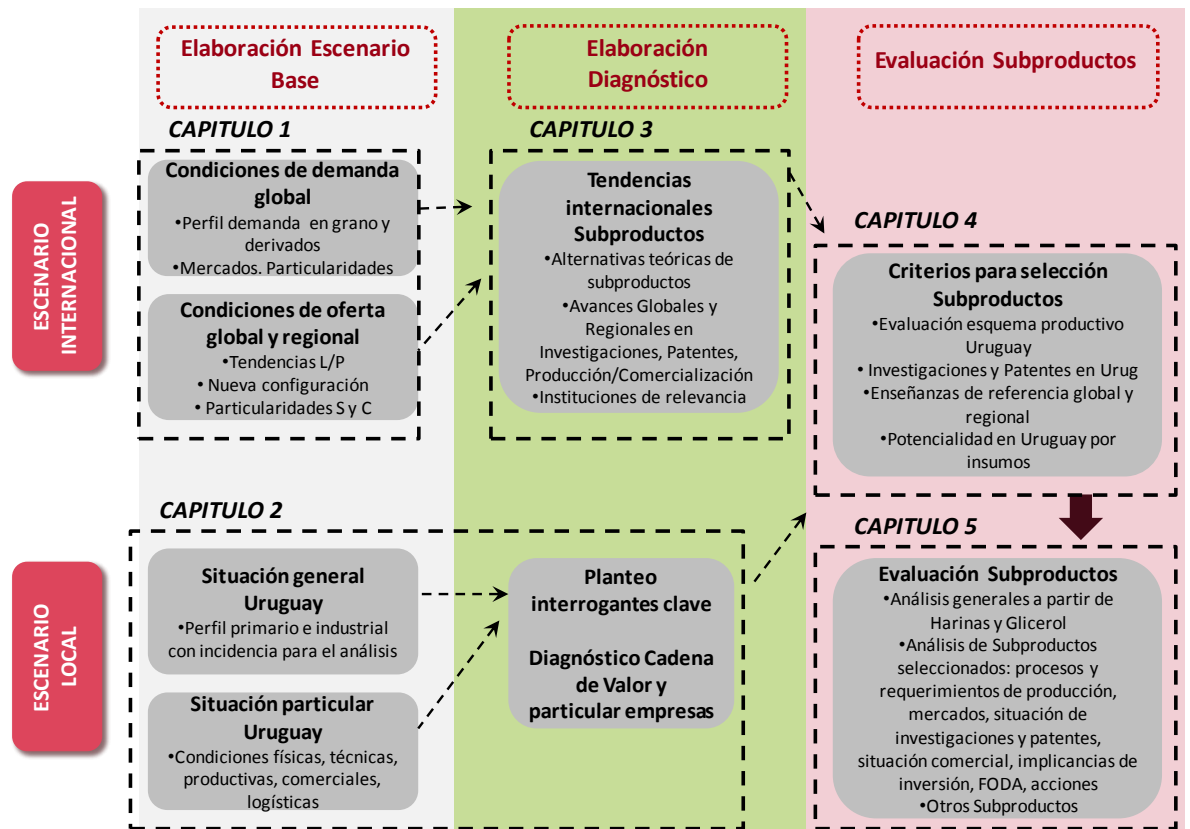 Elaboración Escenario
Base
Elaboración
Diagnóstico
Evaluación Subproductos
ESCENARIO
INTERNACIONAL
CAPITULO 1
Condiciones de demanda
global
•Perfil demanda en grano y
derivados
•Mercados. Particularidades
Condiciones de oferta
global y regional
•Tendencias L/P
• Nueva configuración
• Particularidades S y C
CAPITULO 3
Tendencias
internacionales
Subproductos
•Alternativas teóricas de
subproductos
•Avances Globales y
Regionales en
Investigaciones, Patentes,
Producción/Comercialización
•Instituciones de relevancia
CAPITULO 4
Criterios para selección
Subproductos
•Evaluación esquema productivo
Uruguay
• Investigaciones y Patentes en Urug
•Enseñanzas de referencia global y
regional
•Potencialidad en Uruguay por
insumos
ESCENARIO
LOCAL
CAPITULO 2
Situación general
Uruguay
•Perfil primario e industrial
con incidencia para el análisis
Situación particular
Uruguay
•Condiciones físicas, técnicas,
productivas, comerciales,
logísticas
Planteo
interrogantes clave
Diagnóstico Cadena
de Valor y
particular empresas
CAPITULO 5
Evaluación Subproductos
•Análisis generales a partir de
Harinas y Glicerol
•Análisis de Subproductos
seleccionados: procesos y
requerimientos de producción,
mercados, situación de
investigaciones y patentes,
situación comercial, implicancias de
inversión, FODA, acciones
•Otros Subproductos